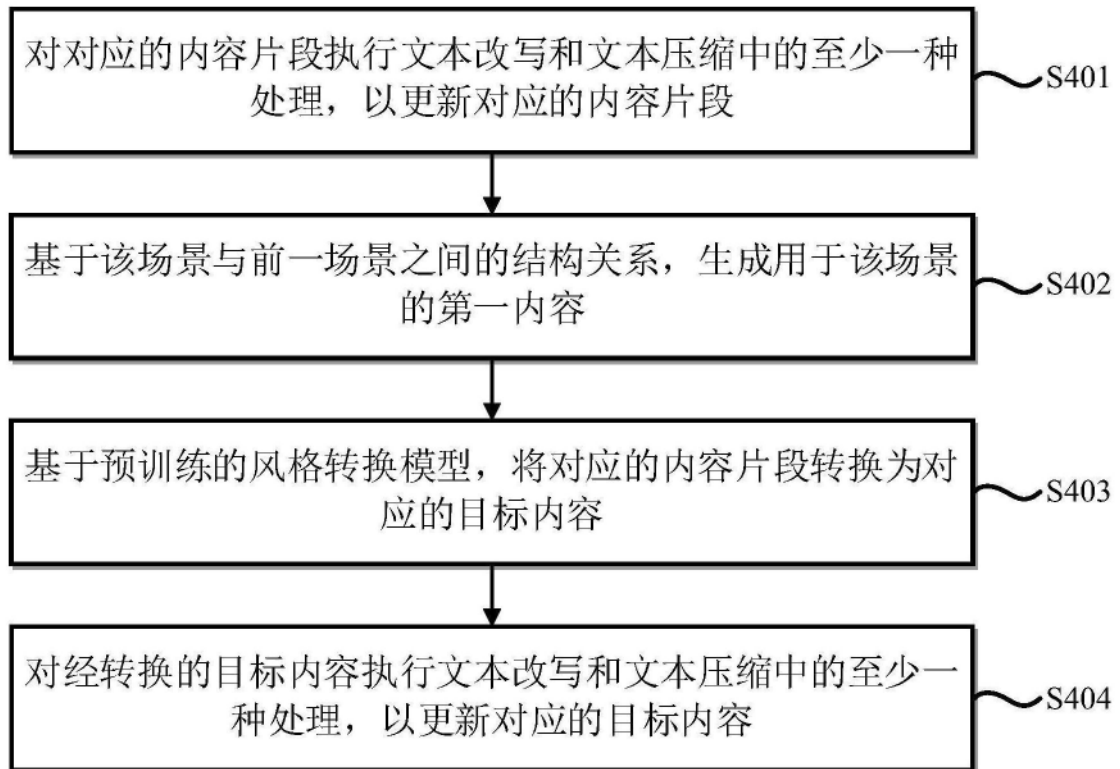 对对应的内容片段执行文本改写和文本压缩中的至少一种
处理，以更新对应的内容片段
S401
基于该场景与前一场景之间的结构关系，生成用于该场景
的第一内容
S402
基于预训练的风格转换模型，将对应的内容片段转换为对
应的目标内容
S403
对经转换的目标内容执行文本改写和文本压缩中的至少一
种处理，以更新对应的目标内容
S404